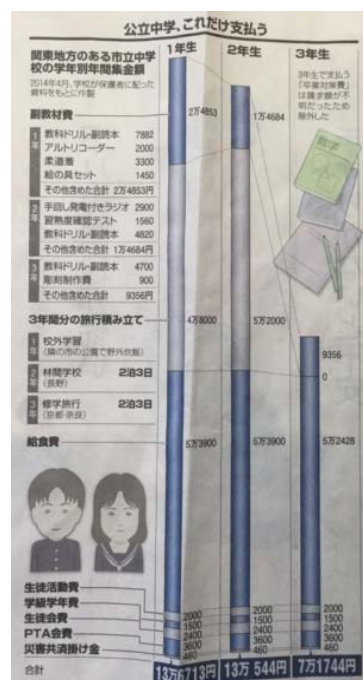 公立中学、これだけ支払う
関東地方のある市立中学
校の学年別年間集金額
2014年4月、学校が保護者に配った
資料をもとに作製
1年生
2年生
3年生
3年生で支払う
「卒業対策費」
は請求額が不
明だったため
除外した
数学
副教材費
2万4853
1万4684
1年
教科ドリル・副読本 7882
アルトリコーダー 2000
柔道着 3300
絵の具セット 1450
その他含めた合計 2万4853円
2年
手回し発電付きラジオ 2900
習熟度確認テスト 1560
教科ドリル・副読本 4820
その他含めた合計 1万4684円
3年
教科ドリル・副読本 4700
彫刻制作費 900
その他含めた合計 9356円
3年間分の旅行積み立て
4万8000
5万2000
9356
0
1年
校外学習
(隣の市の公園で野外炊飯)
2年
林間学校 2泊3日
(長野)
3年
修学旅行 2泊3日
(京都・奈良)
給食費
5万3900
5万3900
5万2428
生徒活動費
2000
2000
2000
学級学年費
1500
1500
1500
生徒会費
2400
2400
2400
PTA会費
3600
3600
3600
災害共済掛け金
460
460
460
合計
13万6713円
13万 544円
7万1744円